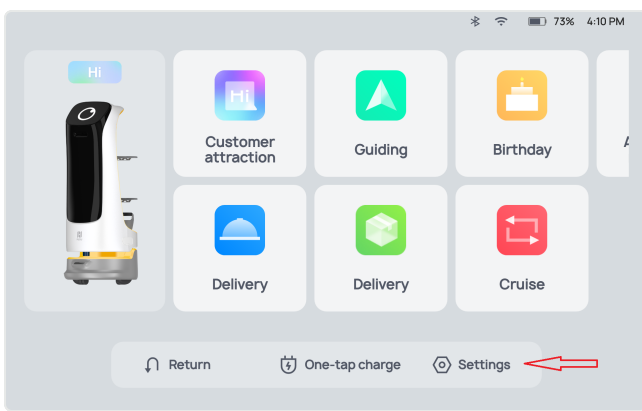 73% 4:10 PM
Hi
Hi
Customer
attraction
Guiding
Birthday
Delivery
Delivery
Cruise
Return
One-tap charge
Settings